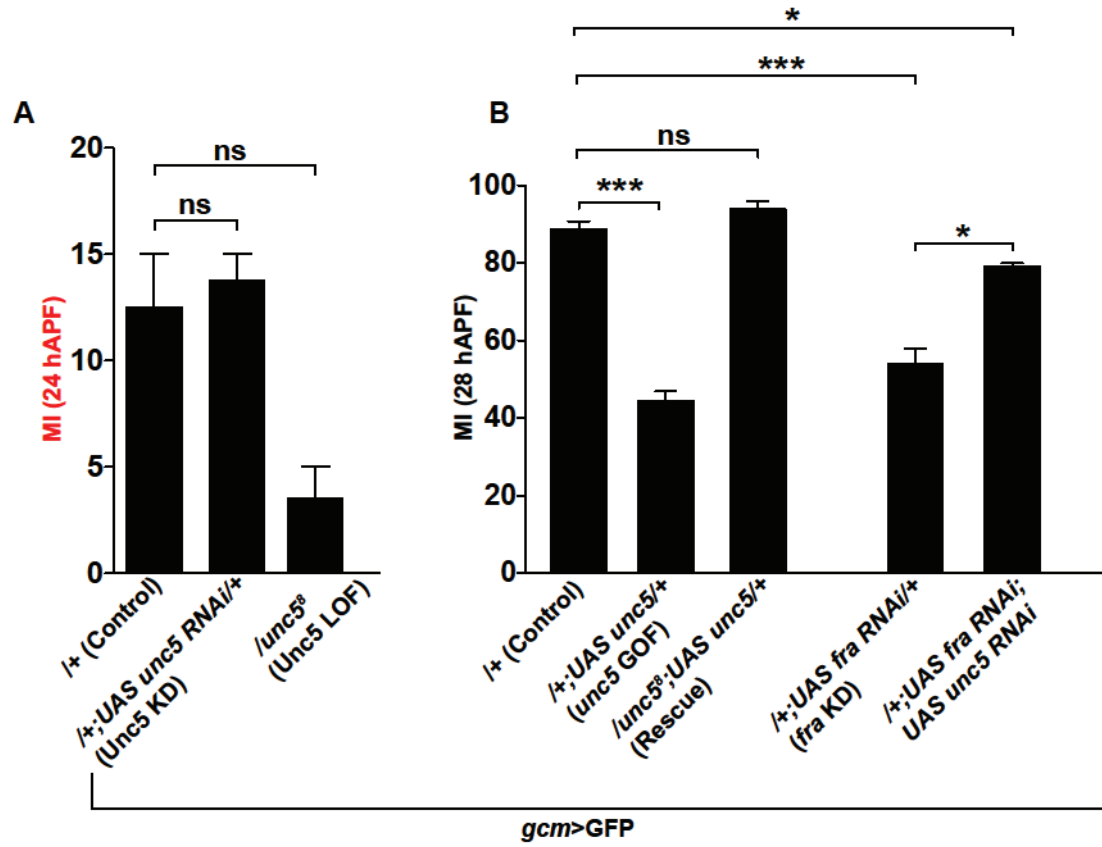 A
20
15
10
5
0
MI (24 hAPF)
ns
ns
/+ (Control)
/+;UAS unc5 RNAi/+
(Unc5 KD)
/unc5⁸
(Unc5 LOF)
B
100
80
60
40
20
0
MI (28 hAPF)
*
***
ns
***
*
/+ (Control)
/+;UAS unc5/+
(unc5 GOF)
/unc5⁸;UAS unc5/+
(Rescue)
/+;UAS fra RNAi/+
(fra KD)
/+;UAS fra RNAi;
UAS unc5 RNAi
gcm>GFP